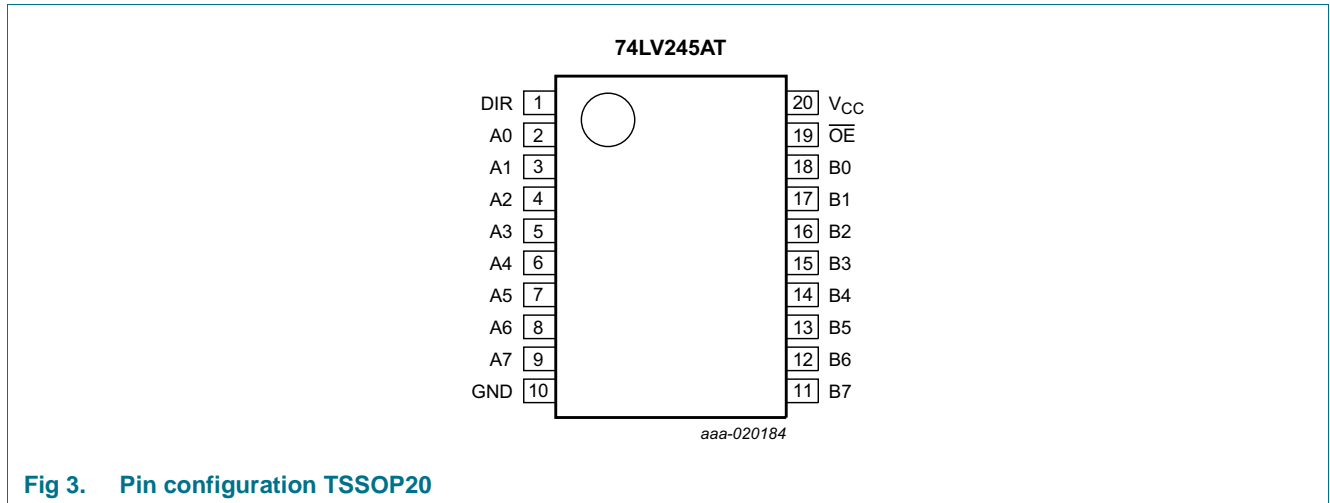 74LV245AT
DIR 1 20 VCC
A0 2 19 O̅E̅
A1 3 18 B0
A2 4 17 B1
A3 5 16 B2
A4 6 15 B3
A5 7 14 B4
A6 8 13 B5
A7 9 12 B6
GND 10 11 B7
aaa-020184
Fig 3. Pin configuration TSSOP20